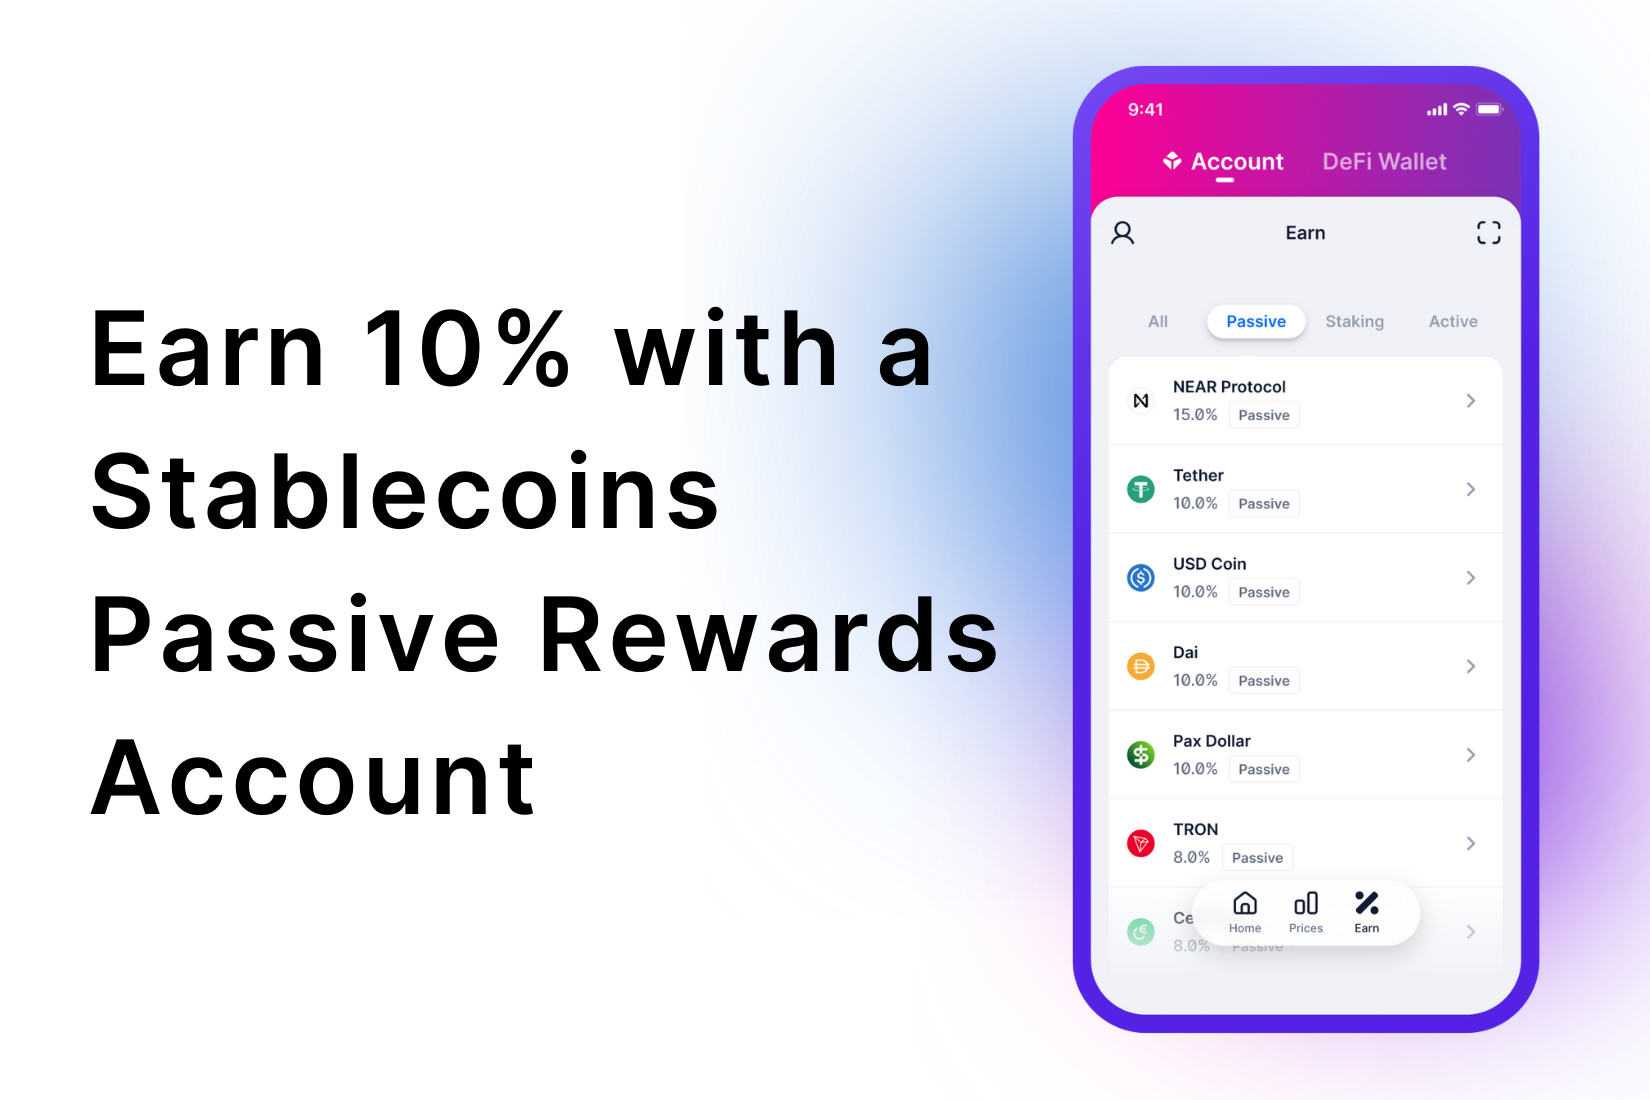 Earn 10% with a
Stablecoins
Passive Rewards
Account
9:41
Account DeFi Wallet
Earn
All Passive Staking Active
NEAR Protocol
15.0% Passive
Tether
10.0% Passive
USD Coin
10.0% Passive
Dai
10.0% Passive
Pax Dollar
10.0% Passive
TRON
8.0% Passive
Ce
8.0% Passive
Home Prices Earn